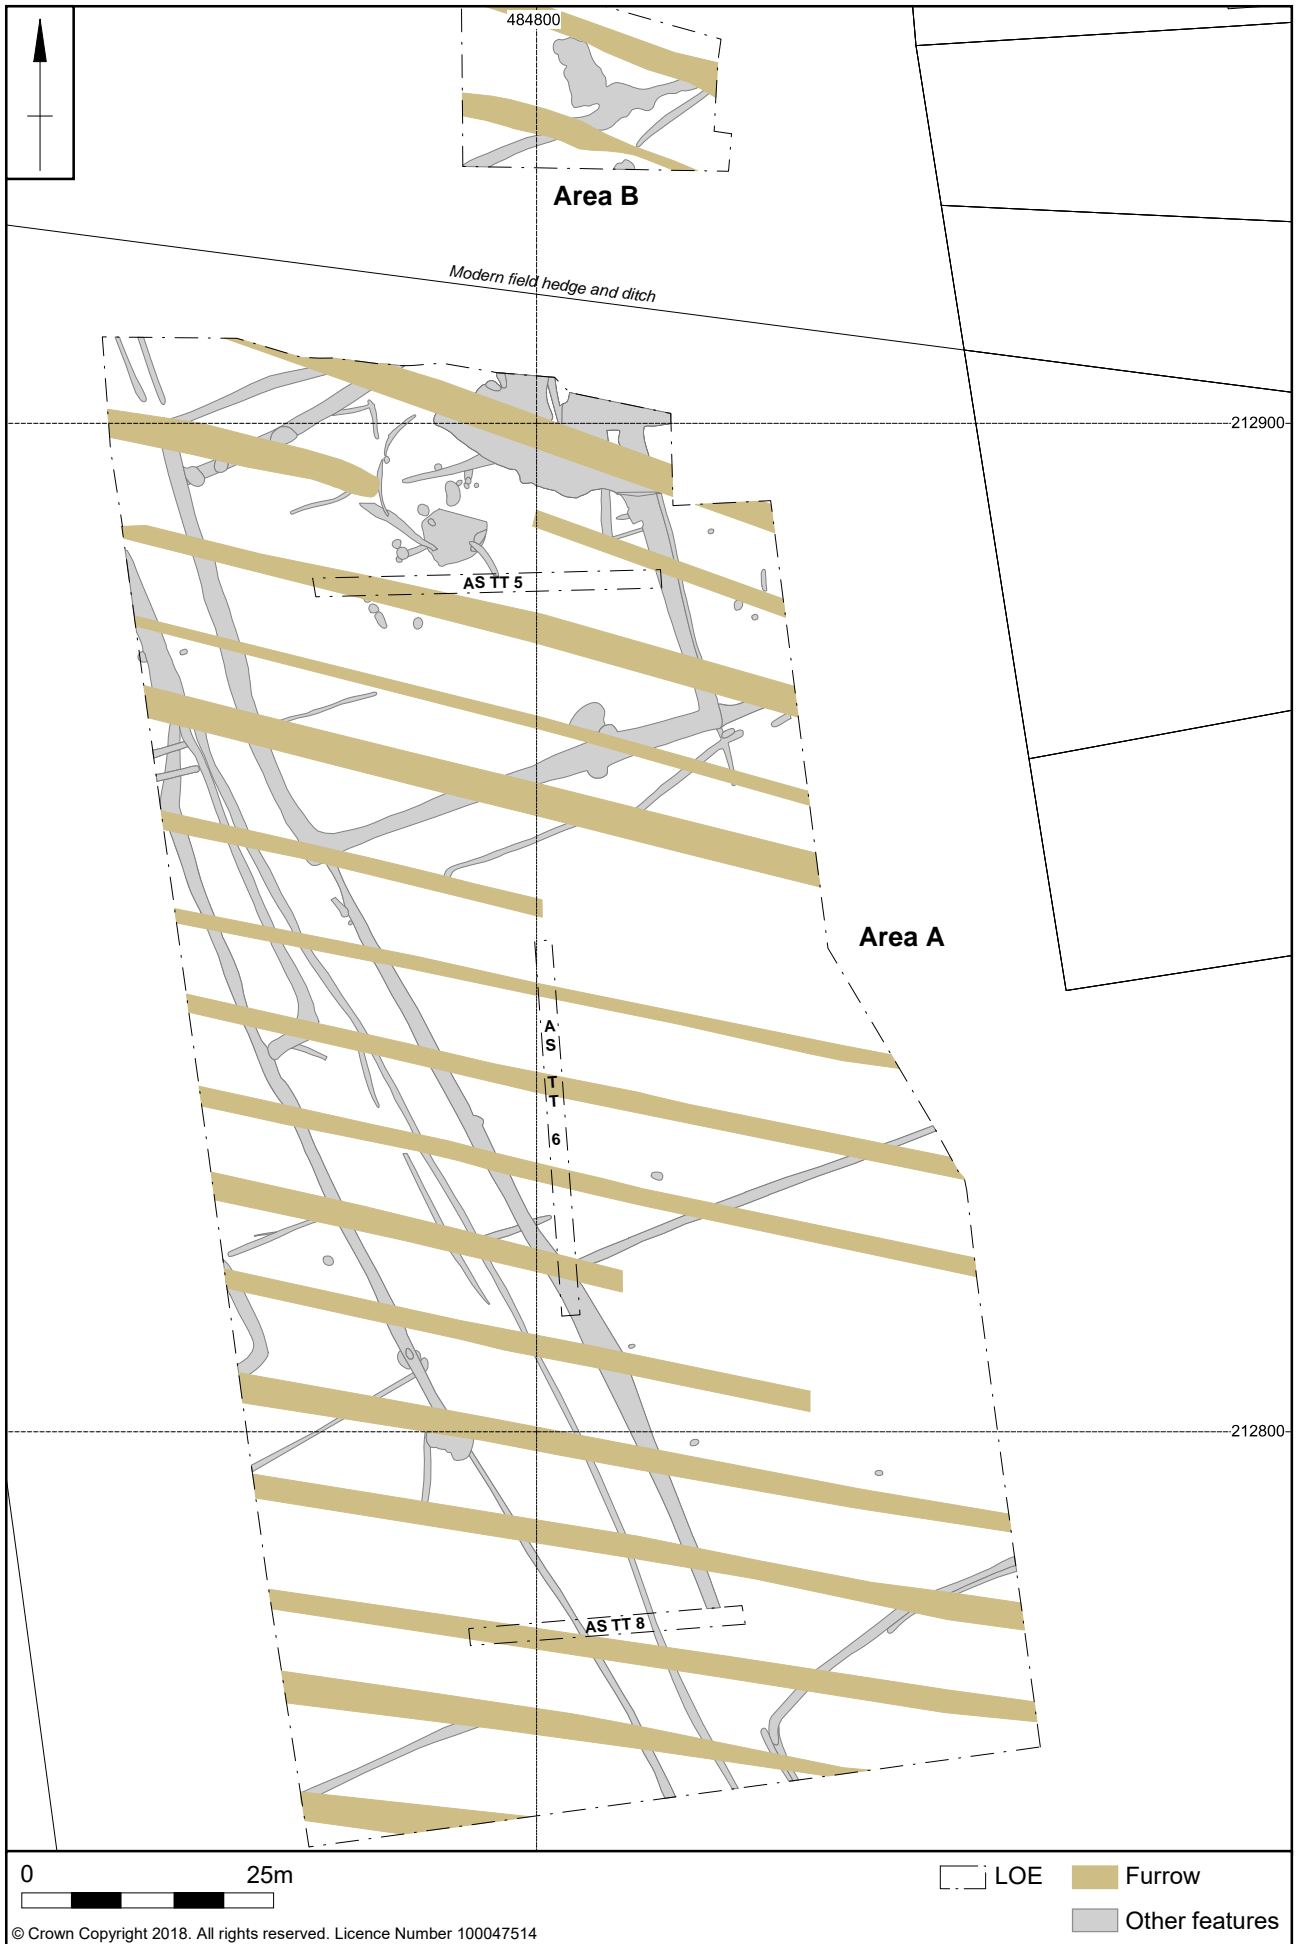 484800
Area B
Modern field hedge and ditch
212900
AS TT 5
Area A
A
S
T
T
6
212800
AS TT 8
0 25m
LOE
Furrow
Other features
© Crown Copyright 2018. All rights reserved. Licence Number 100047514